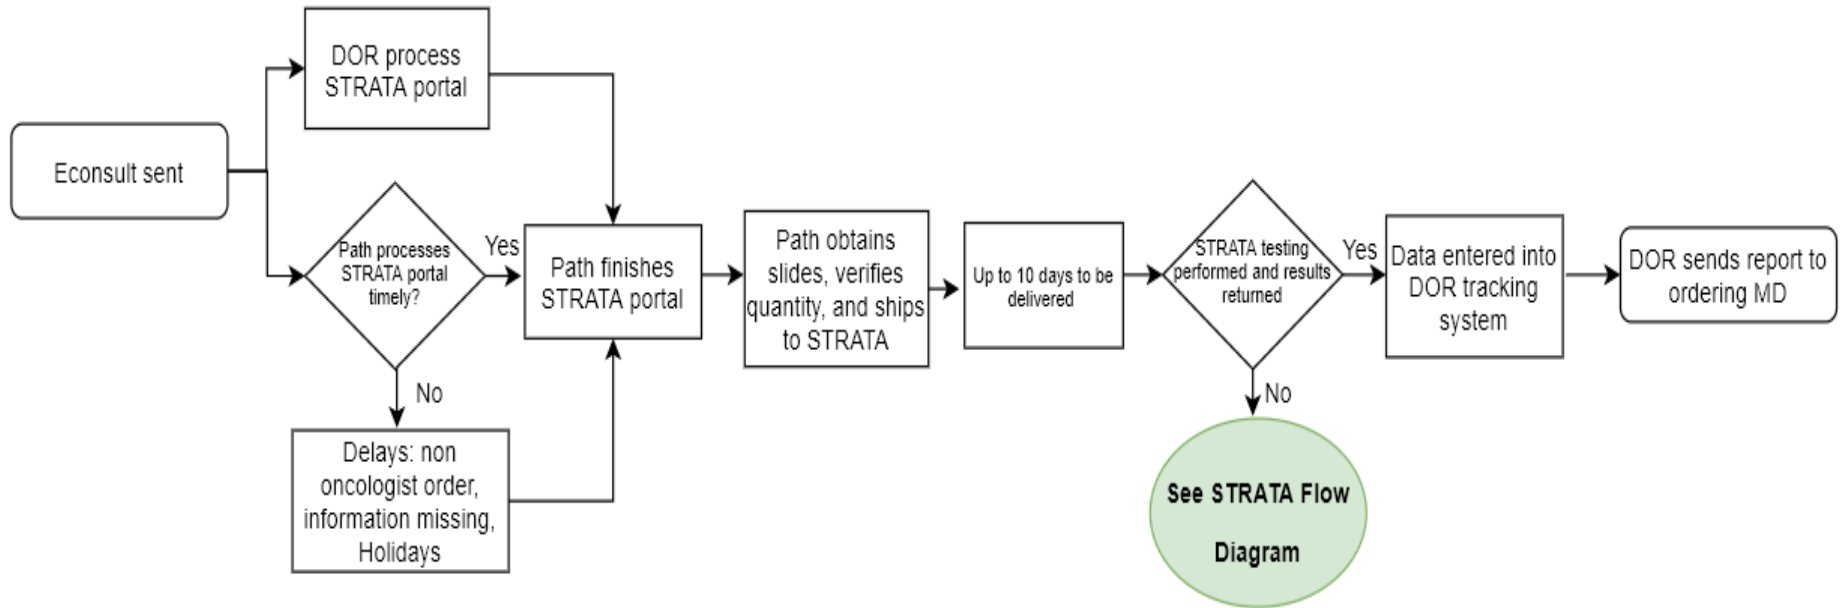 DOR process
STRATA portal
Econsult sent
Path processes
STRATA portal
timely?
Yes
No
Delays: non
oncologist order,
information missing,
Holidays
Path finishes
STRATA portal
Path obtains
slides, verifies
quantity, and ships
to STRATA
Up to 10 days to be
delivered
STRATA testing
performed and results
returned
Yes
No
See STRATA Flow
Diagram
Data entered into
DOR tracking
system
DOR sends report to
ordering MD